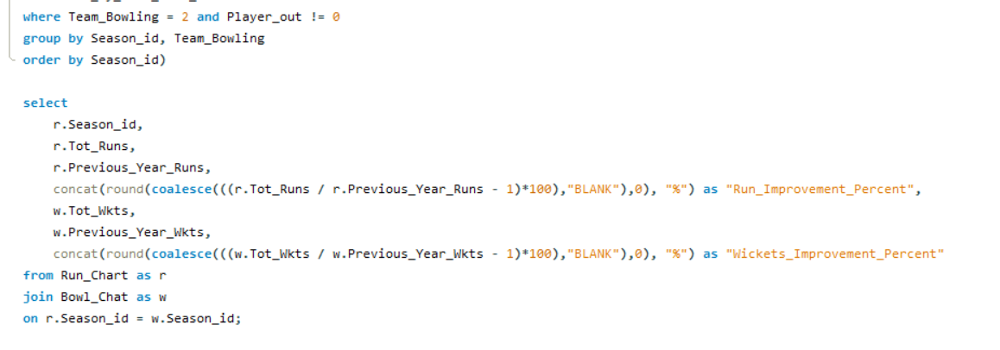 where Team_Bowling = 2 and Player_out != 0
group by Season_id, Team_Bowling
order by Season_id)
select
r.Season_id,
r.Tot_Runs,
r.Previous_Year_Runs,
concat(round(coalesce(((r.Tot_Runs / r.Previous_Year_Runs - 1)*100),"BLANK"),0), "%") as "Run_Improvement_Percent",
w.Tot_Wkts,
w.Previous_Year_Wkts,
concat(round(coalesce(((w.Tot_Wkts / w.Previous_Year_Wkts - 1)*100),"BLANK"),0), "%") as "Wickets_Improvement_Percent"
from Run_Chart as r
join Bowl_Chat as w
on r.Season_id = w.Season_id;